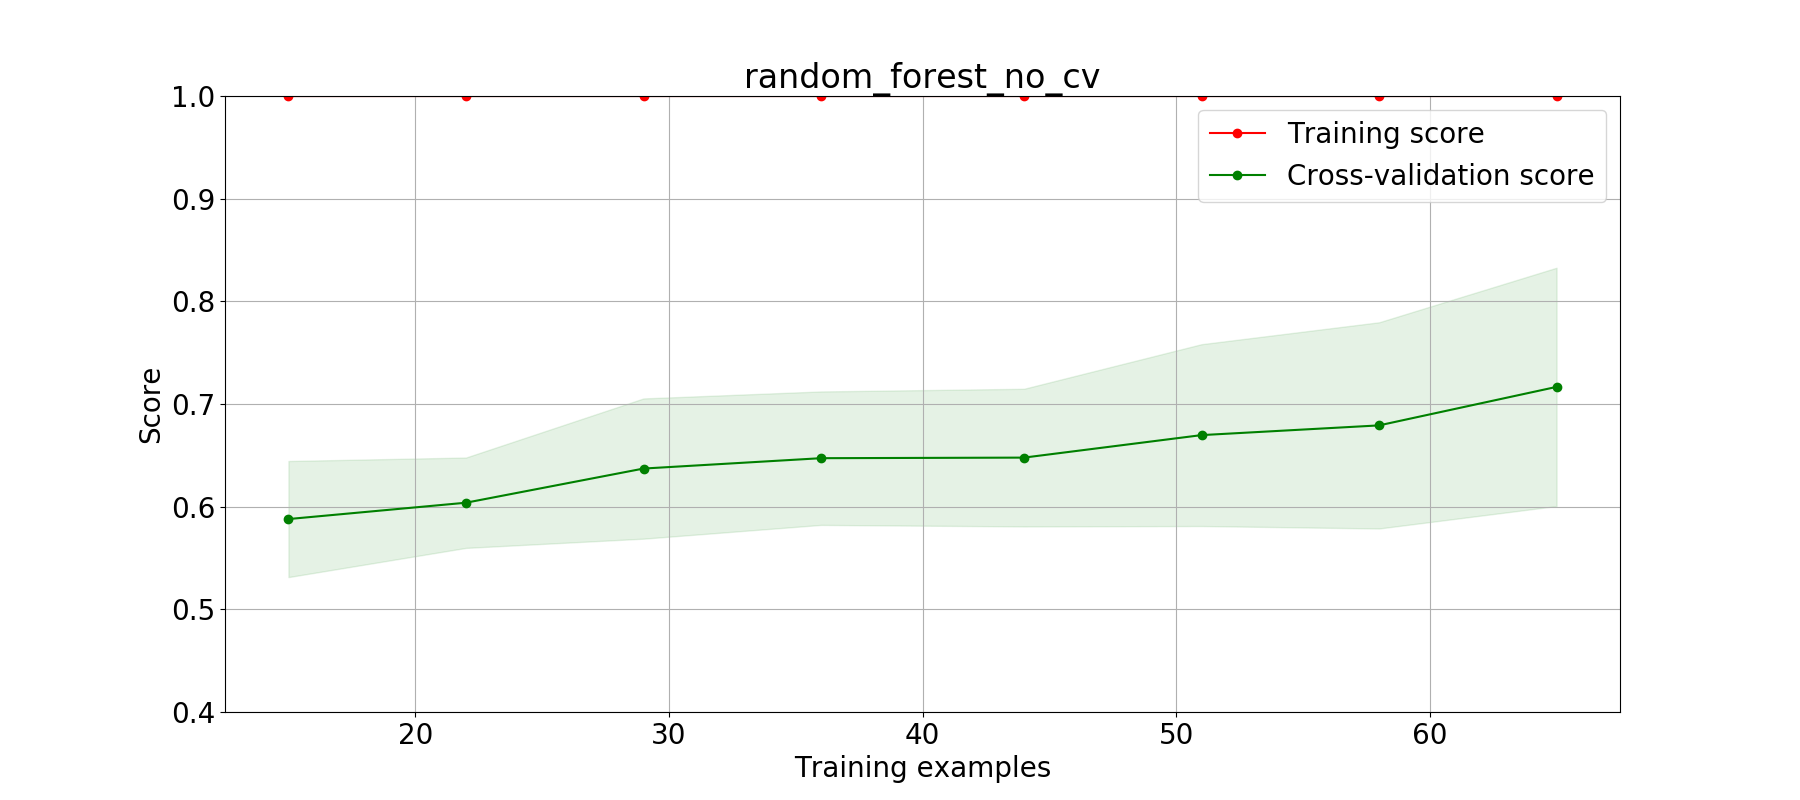 random_forest_no_cv
1.0
0.9
0.8
0.7
0.6
0.5
0.4
Score
Training score
Cross-validation score
20 30 40 50 60
Training examples